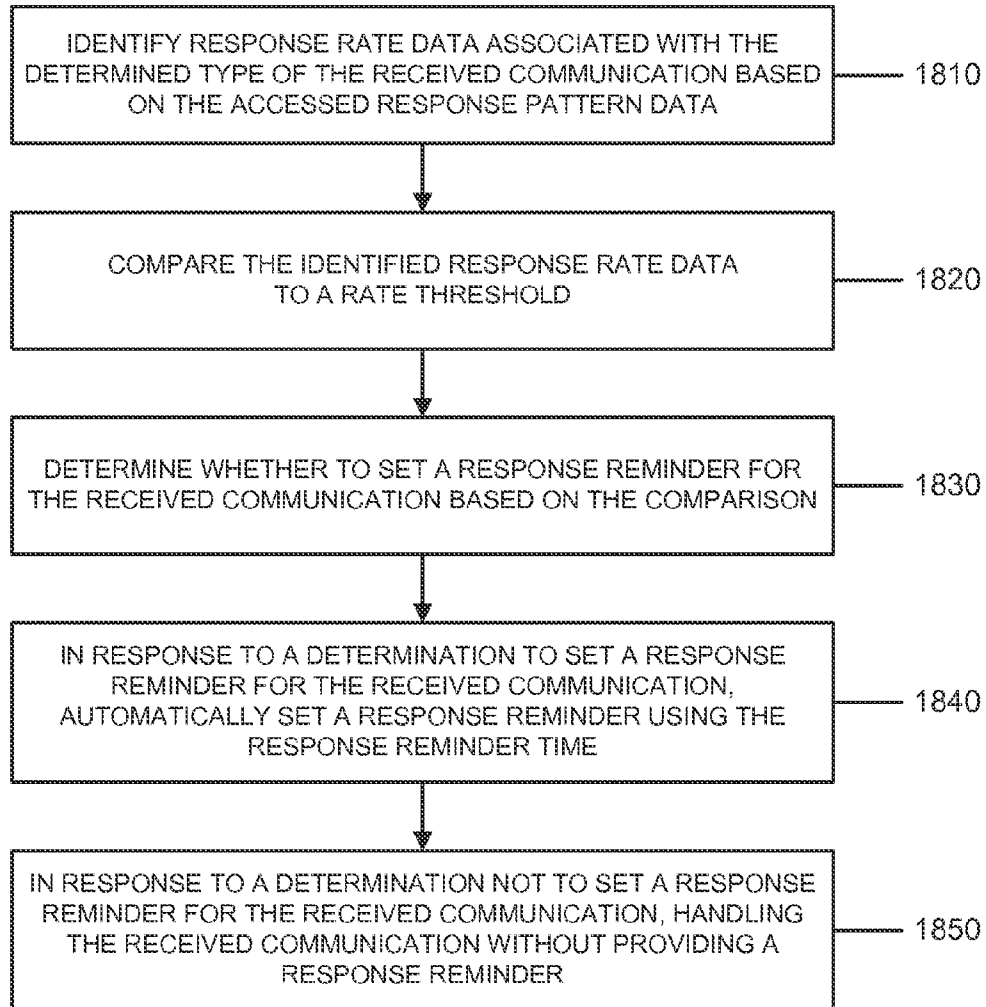 IDENTIFY RESPONSE RATE DATA ASSOCIATED WITH THE
DETERMINED TYPE OF THE RECEIVED COMMUNICATION BASED
ON THE ACCESSED RESPONSE PATTERN DATA
1810
COMPARE THE IDENTIFIED RESPONSE RATE DATA
TO A RATE THRESHOLD
1820
DETERMINE WHETHER TO SET A RESPONSE REMINDER FOR
THE RECEIVED COMMUNICATION BASED ON THE COMPARISON
1830
IN RESPONSE TO A DETERMINATION TO SET A RESPONSE
REMINDER FOR THE RECEIVED COMMUNICATION,
AUTOMATICALLY SET A RESPONSE REMINDER USING THE
RESPONSE REMINDER TIME
1840
IN RESPONSE TO A DETERMINATION NOT TO SET A RESPONSE
REMINDER FOR THE RECEIVED COMMUNICATION, HANDLING
THE RECEIVED COMMUNICATION WITHOUT PROVIDING A
RESPONSE REMINDER
1850